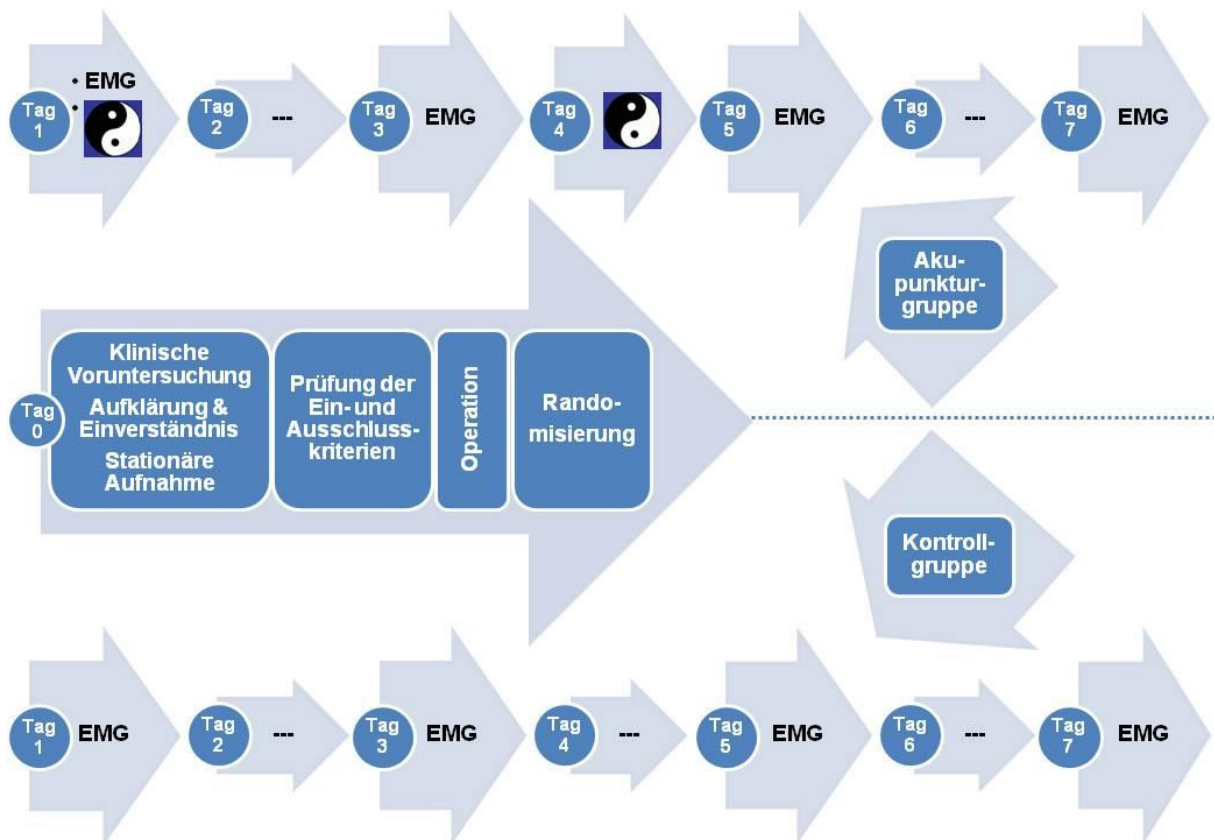 Tag
1
• EMG
•
Tag
2
---
Tag
3
EMG
Tag
4
Tag
5
EMG
Tag
6
---
Tag
7
EMG
Aku-
punktur-
gruppe
Tag
0
Klinische
Voruntersuchung
Aufklärung &
Einverständnis
Stationäre
Aufnahme
Prüfung der
Ein- und
Ausschluss-
kriterien
Operation
Rando-
misierung
Kontroll-
gruppe
Tag
1
EMG
Tag
2
---
Tag
3
EMG
Tag
4
---
Tag
5
EMG
Tag
6
---
Tag
7
EMG